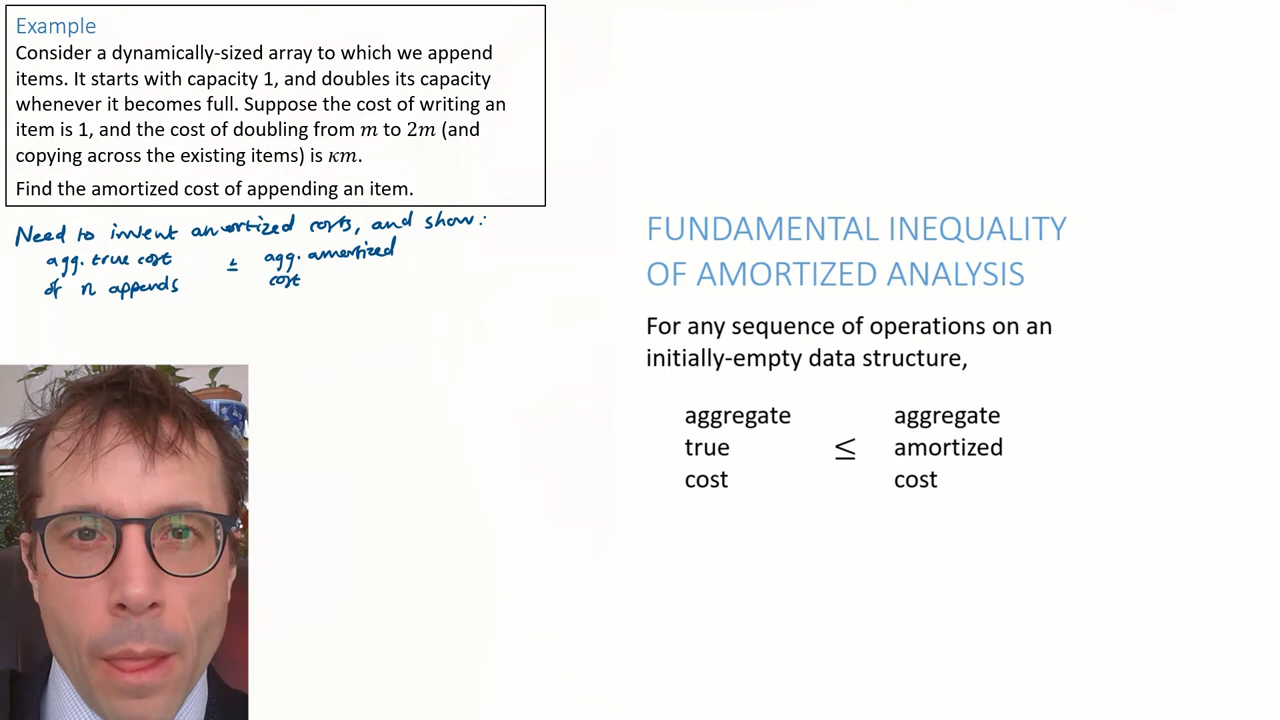 Example
Consider a dynamically-sized array to which we append
items. It starts with capacity 1, and doubles its capacity
whenever it becomes full. Suppose the cost of writing an
item is 1, and the cost of doubling from m to 2m (and
copying across the existing items) is κm.
Find the amortized cost of appending an item.
Need to invent amortized costs, and show:
agg. true cost ≤ agg. amortized
of n appends cost
FUNDAMENTAL INEQUALITY
OF AMORTIZED ANALYSIS
For any sequence of operations on an
initially-empty data structure,
aggregate aggregate
true ≤ amortized
cost cost